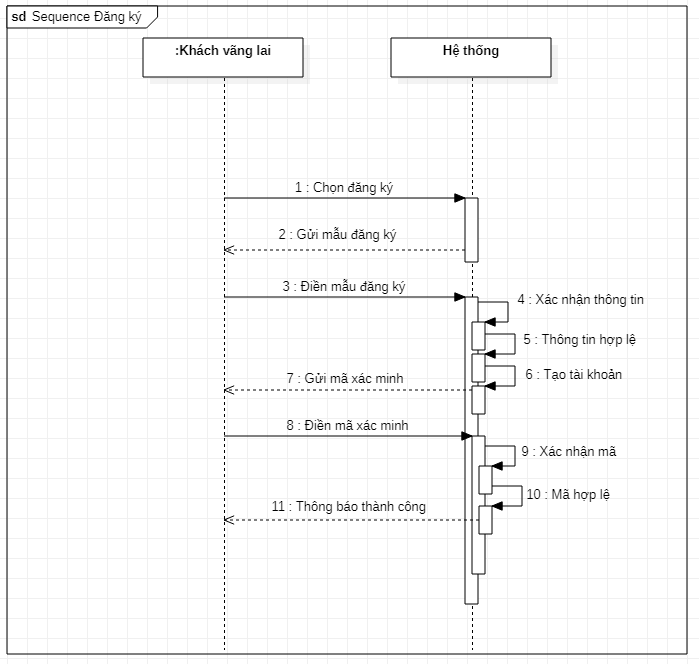 sd Sequence Đăng ký
:Khách vãng lai
Hệ thống
1 : Chọn đăng ký
2 : Gửi mẫu đăng ký
3 : Điền mẫu đăng ký
4 : Xác nhận thông tin
5 : Thông tin hợp lệ
6 : Tạo tài khoản
7 : Gửi mã xác minh
8 : Điền mã xác minh
9 : Xác nhận mã
10 : Mã hợp lệ
11 : Thông báo thành công